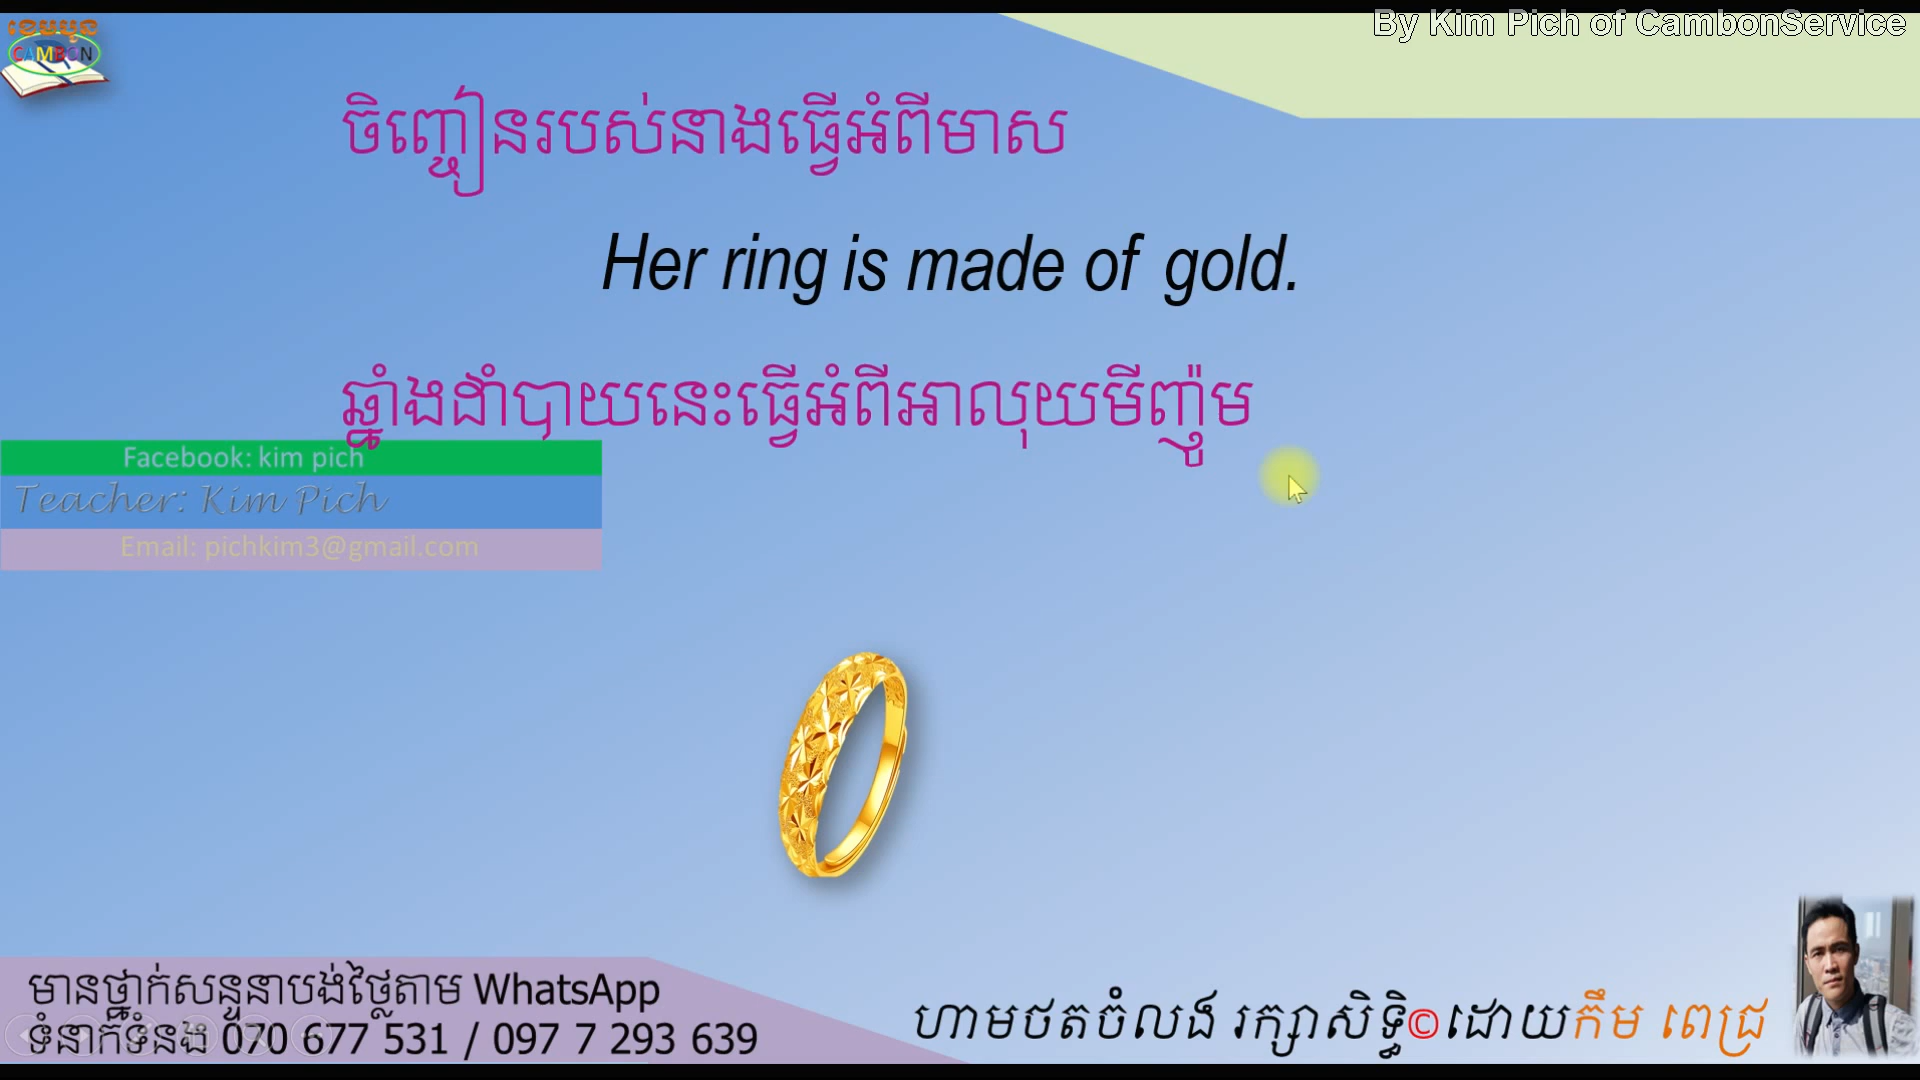 By Kim Pich of CambonService
ខេមបូន
CAMBON
ចិញ្ចៀនរបស់នាងធ្វើអំពីមាស
Her ring is made of gold.
ឆ្នាំងដាំបាយនេះធ្វើអំពីអាលុយមីញ៉ូម
Facebook: kim pich
Teacher: Kim Pich
Email: pichkim3@gmail.com
មានថ្នាក់សន្ទនាបង់ថ្លៃតាម WhatsApp
ទំនាក់ទំនង 070 677 531 / 097 7 293 639
ហាមថតចំលង រក្សាសិទ្ធិ©ដោយកឹម ពេជ្រ